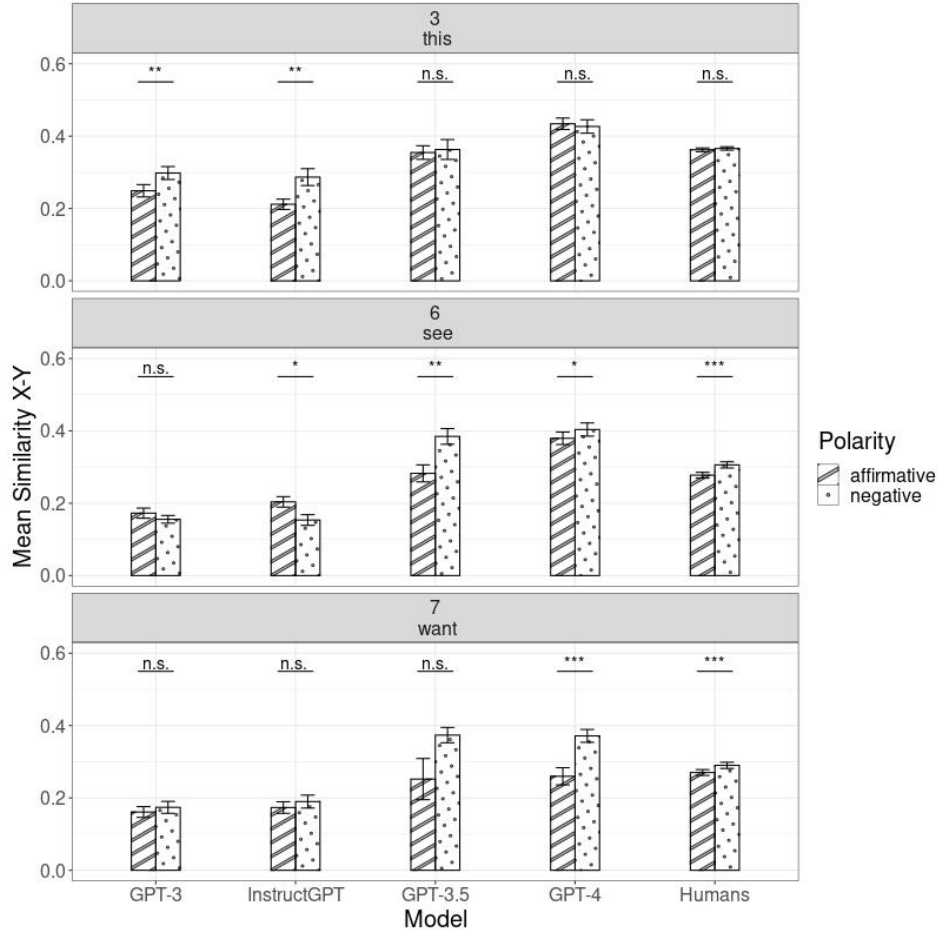 3
this
0.6
**
**
n.s.
n.s.
n.s.
0.4
0.2
0.0
6
see
0.6
n.s.
*
**
*
***
0.4
0.2
0.0
7
want
0.6
n.s.
n.s.
n.s.
***
***
0.4
0.2
0.0
Mean Similarity X-Y
GPT-3
InstructGPT
GPT-3.5
GPT-4
Humans
Model
Polarity
affirmative
negative